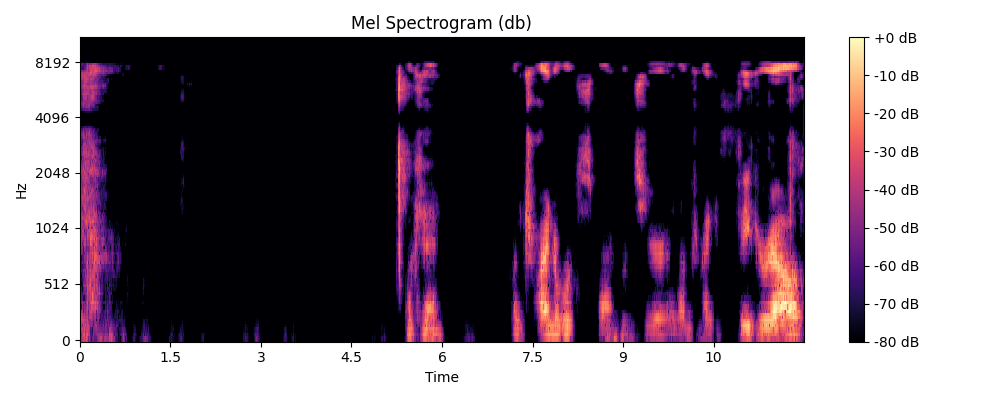 Mel Spectrogram (db)
8192
4096
2048
1024
512
0
Hz
0 1.5 3 4.5 6 7.5 9 10
Time
+0 dB
-10 dB
-20 dB
-30 dB
-40 dB
-50 dB
-60 dB
-70 dB
-80 dB